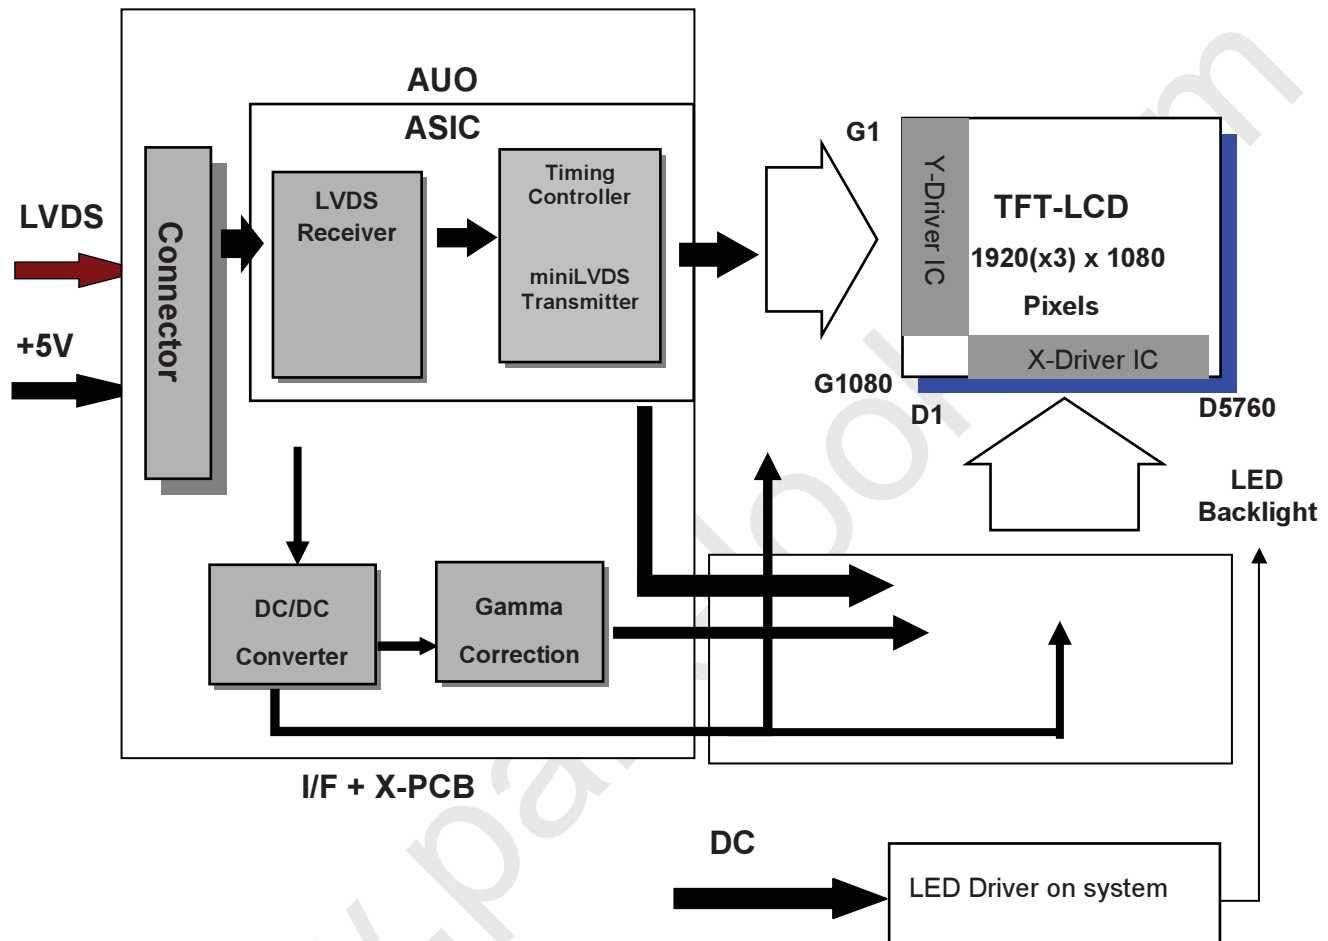 AUO
ASIC
LVDS
+5V
Connector
LVDS
Receiver
Timing
Controller
miniLVDS
Transmitter
G1
Y-Driver IC
TFT-LCD
1920(x3) x 1080
Pixels
X-Driver IC
G1080
D1
D5760
LED
Backlight
DC/DC
Converter
Gamma
Correction
I/F + X-PCB
DC
LED Driver on system